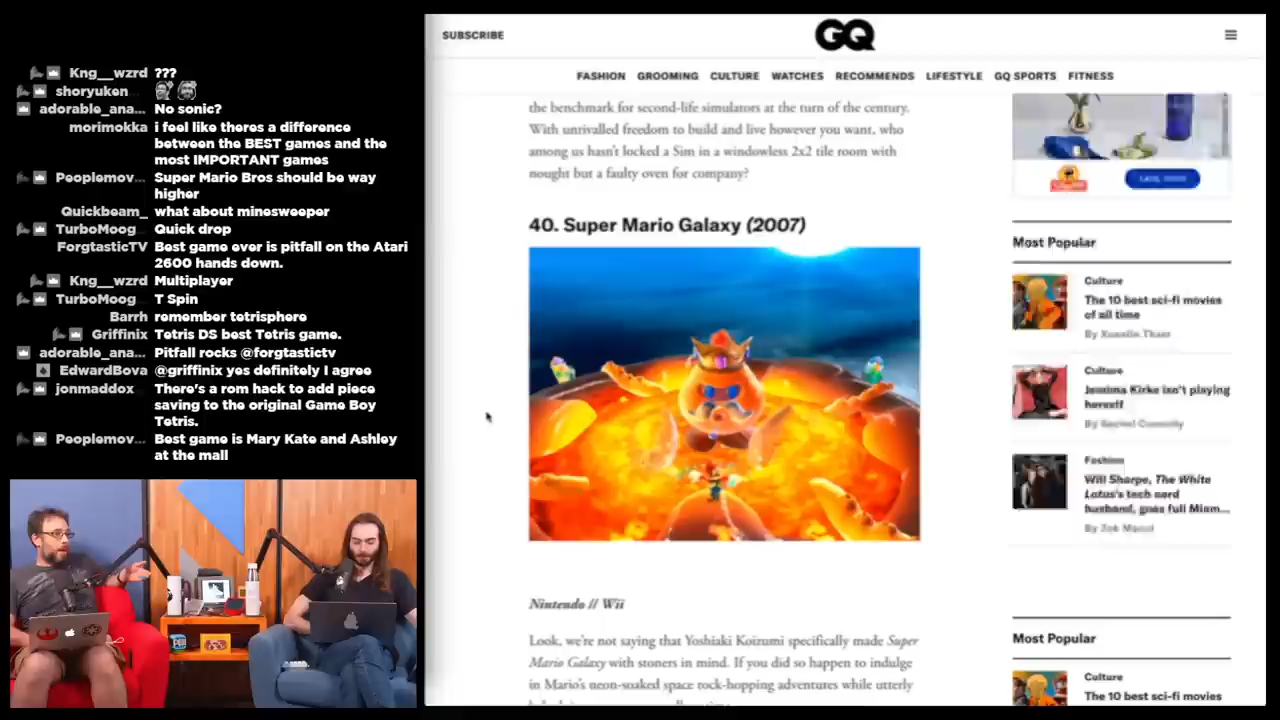 Kng__wzrd ???
shoryuken
adorable_ana... No sonic?
morimokka i feel like theres a difference
between the BEST games and the
most IMPORTANT games
Peoplemov... Super Mario Bros should be way
higher
Quickbeam_ what about minesweeper
TurboMoog Quick drop
ForgtasticTV Best game ever is pitfall on the Atari
2600 hands down.
Kng__wzrd Multiplayer
TurboMoog T Spin
Barrh remember tetrisphere
Griffinix Tetris DS best Tetris game.
adorable_ana... Pitfall rocks @forgtastictv
EdwardBova @griffinix yes definitely I agree
jonmaddox There's a rom hack to add piece
saving to the original Game Boy
Tetris.
Peoplemov... Best game is Mary Kate and Ashley
at the mall
SUBSCRIBE
GQ
FASHION GROOMING CULTURE WATCHES RECOMMENDS LIFESTYLE GQ SPORTS FITNESS
the benchmark for second-life simulators at the turn of the century.
With unrivalled freedom to build and live however you want, who
among us hasn't locked a Sim in a windowless 2x2 tile room with
nought but a faulty oven for company?
40. Super Mario Galaxy (2007)
Nintendo // Wii
Look, we're not saying that Yoshiaki Koizumi specifically made Super
Mario Galaxy with stoners in mind. If you did so happen to indulge
in Mario's neon-soaked space rock-hopping adventures while utterly
Most Popular
Culture
The 10 best sci-fi movies
of all time
By
Culture
Jemima Kirke isn't playing
herself
By Rachel Connolly
Fashion
Will Sharpe, The White
Lotus's tech nerd
husband, goes full Miam...
By Zoë
Most Popular
Culture
The 10 best sci-fi movies